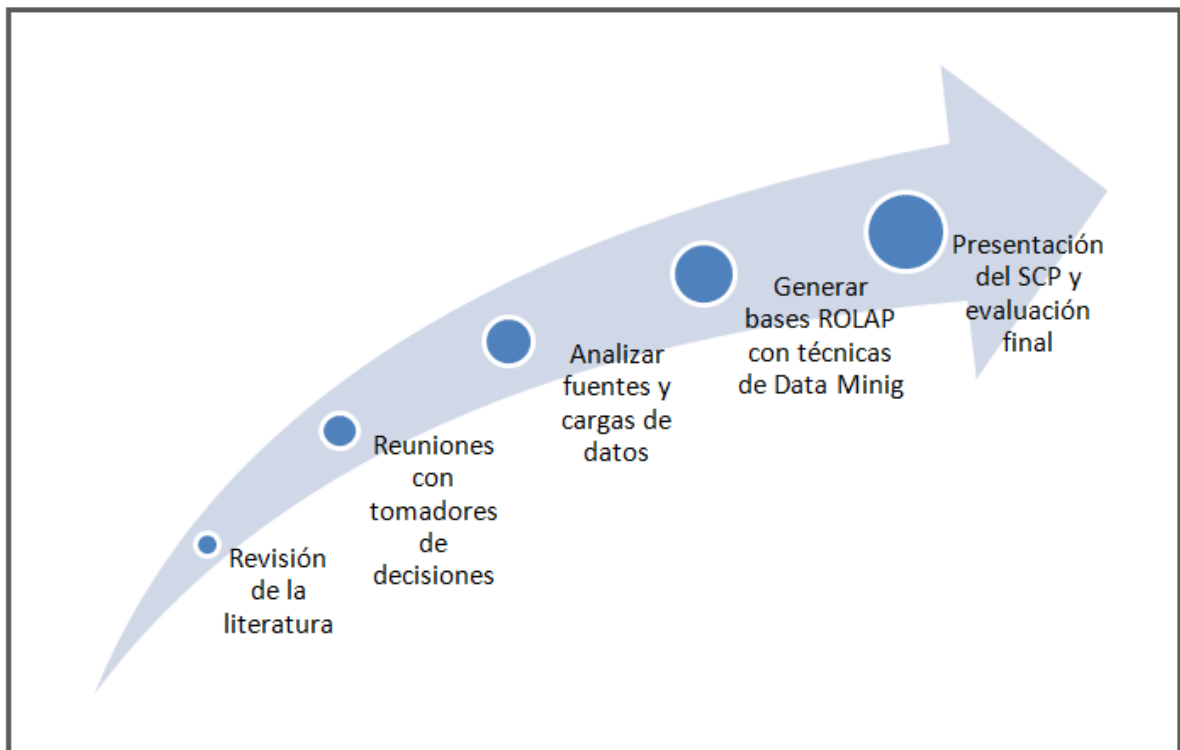 Revisión
de la
literatura
Reuniones
con
tomadores
de
decisiones
Analizar
fuentes y
cargas de
datos
Generar
bases ROLAP
con técnicas
de Data Minig
Presentación
del SCP y
evaluación
final